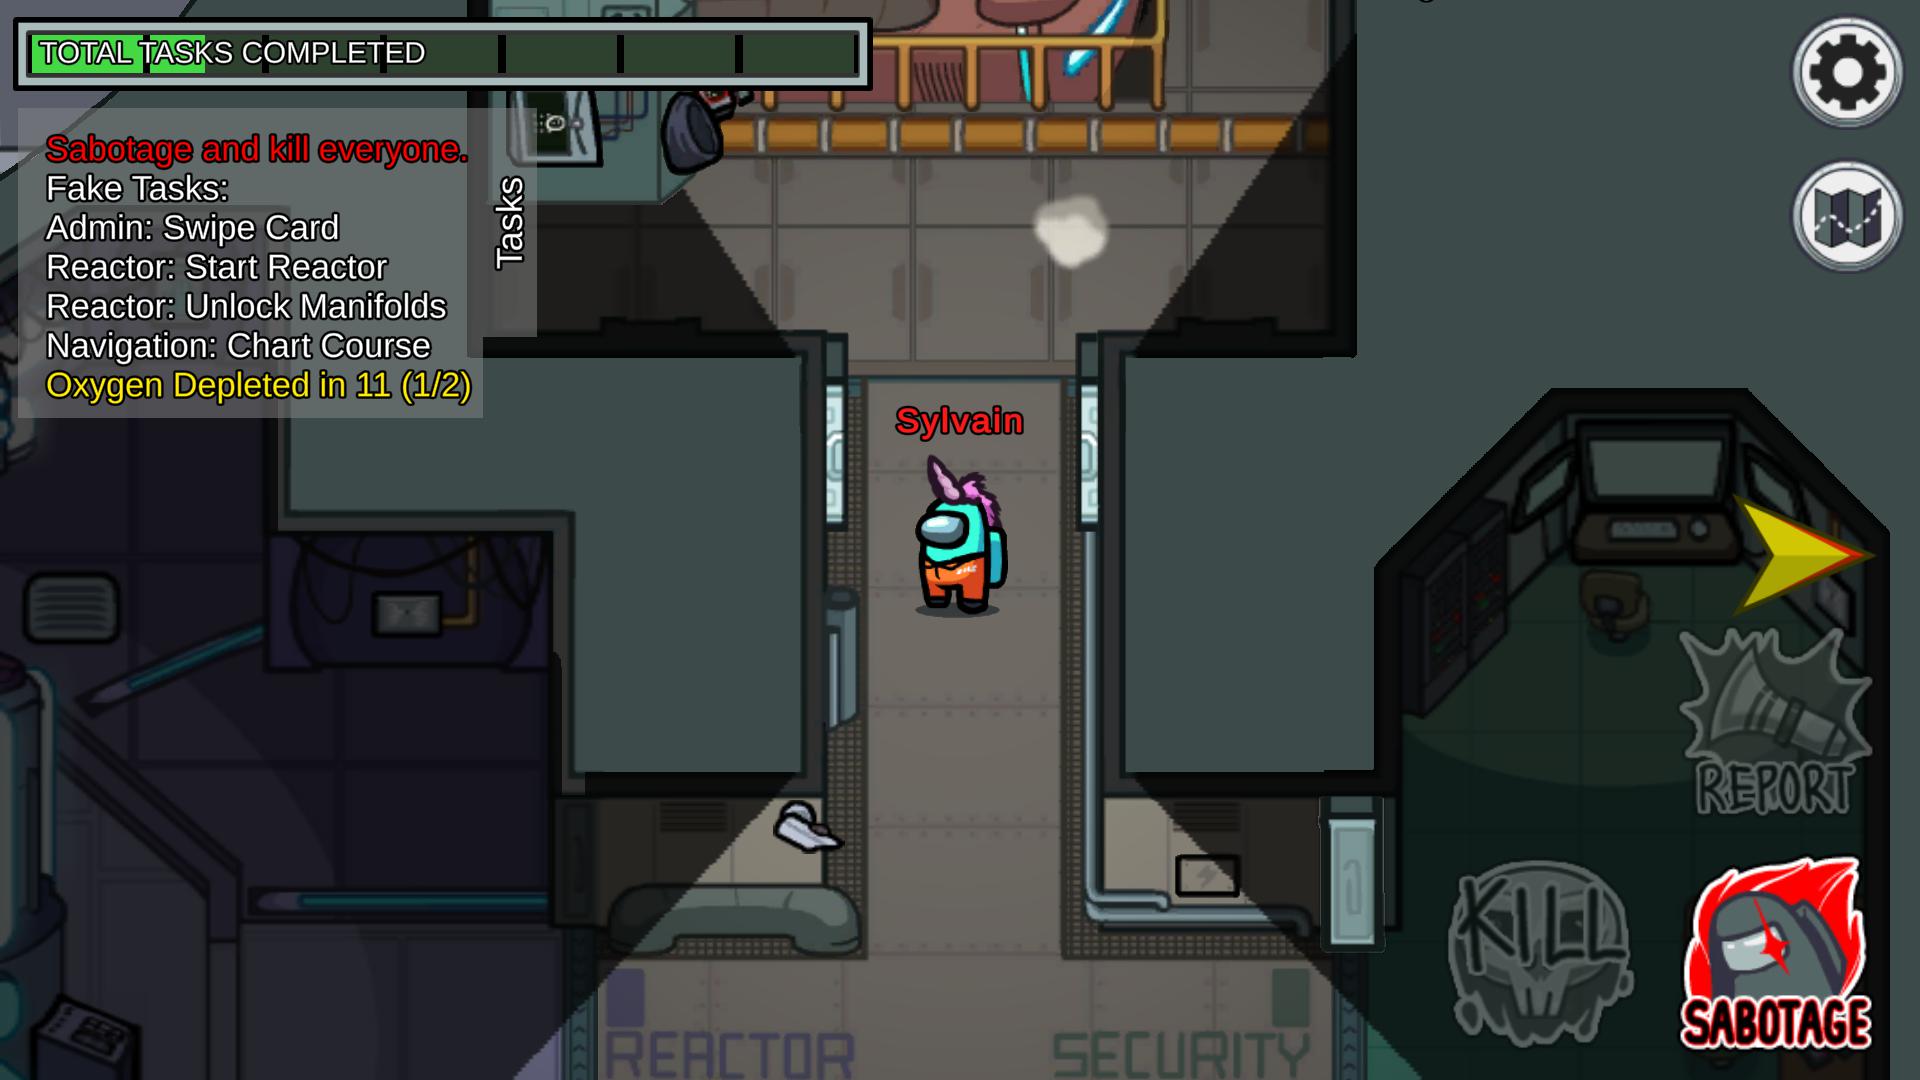 TOTAL TASKS COMPLETED
Sabotage and kill everyone.
Fake Tasks:
Admin: Swipe Card
Reactor: Start Reactor
Reactor: Unlock Manifolds
Navigation: Chart Course
Oxygen Depleted in 11 (1/2)
Tasks
Sylvain
REPORT
KILL
SABOTAGE
REACTOR
SECURITY